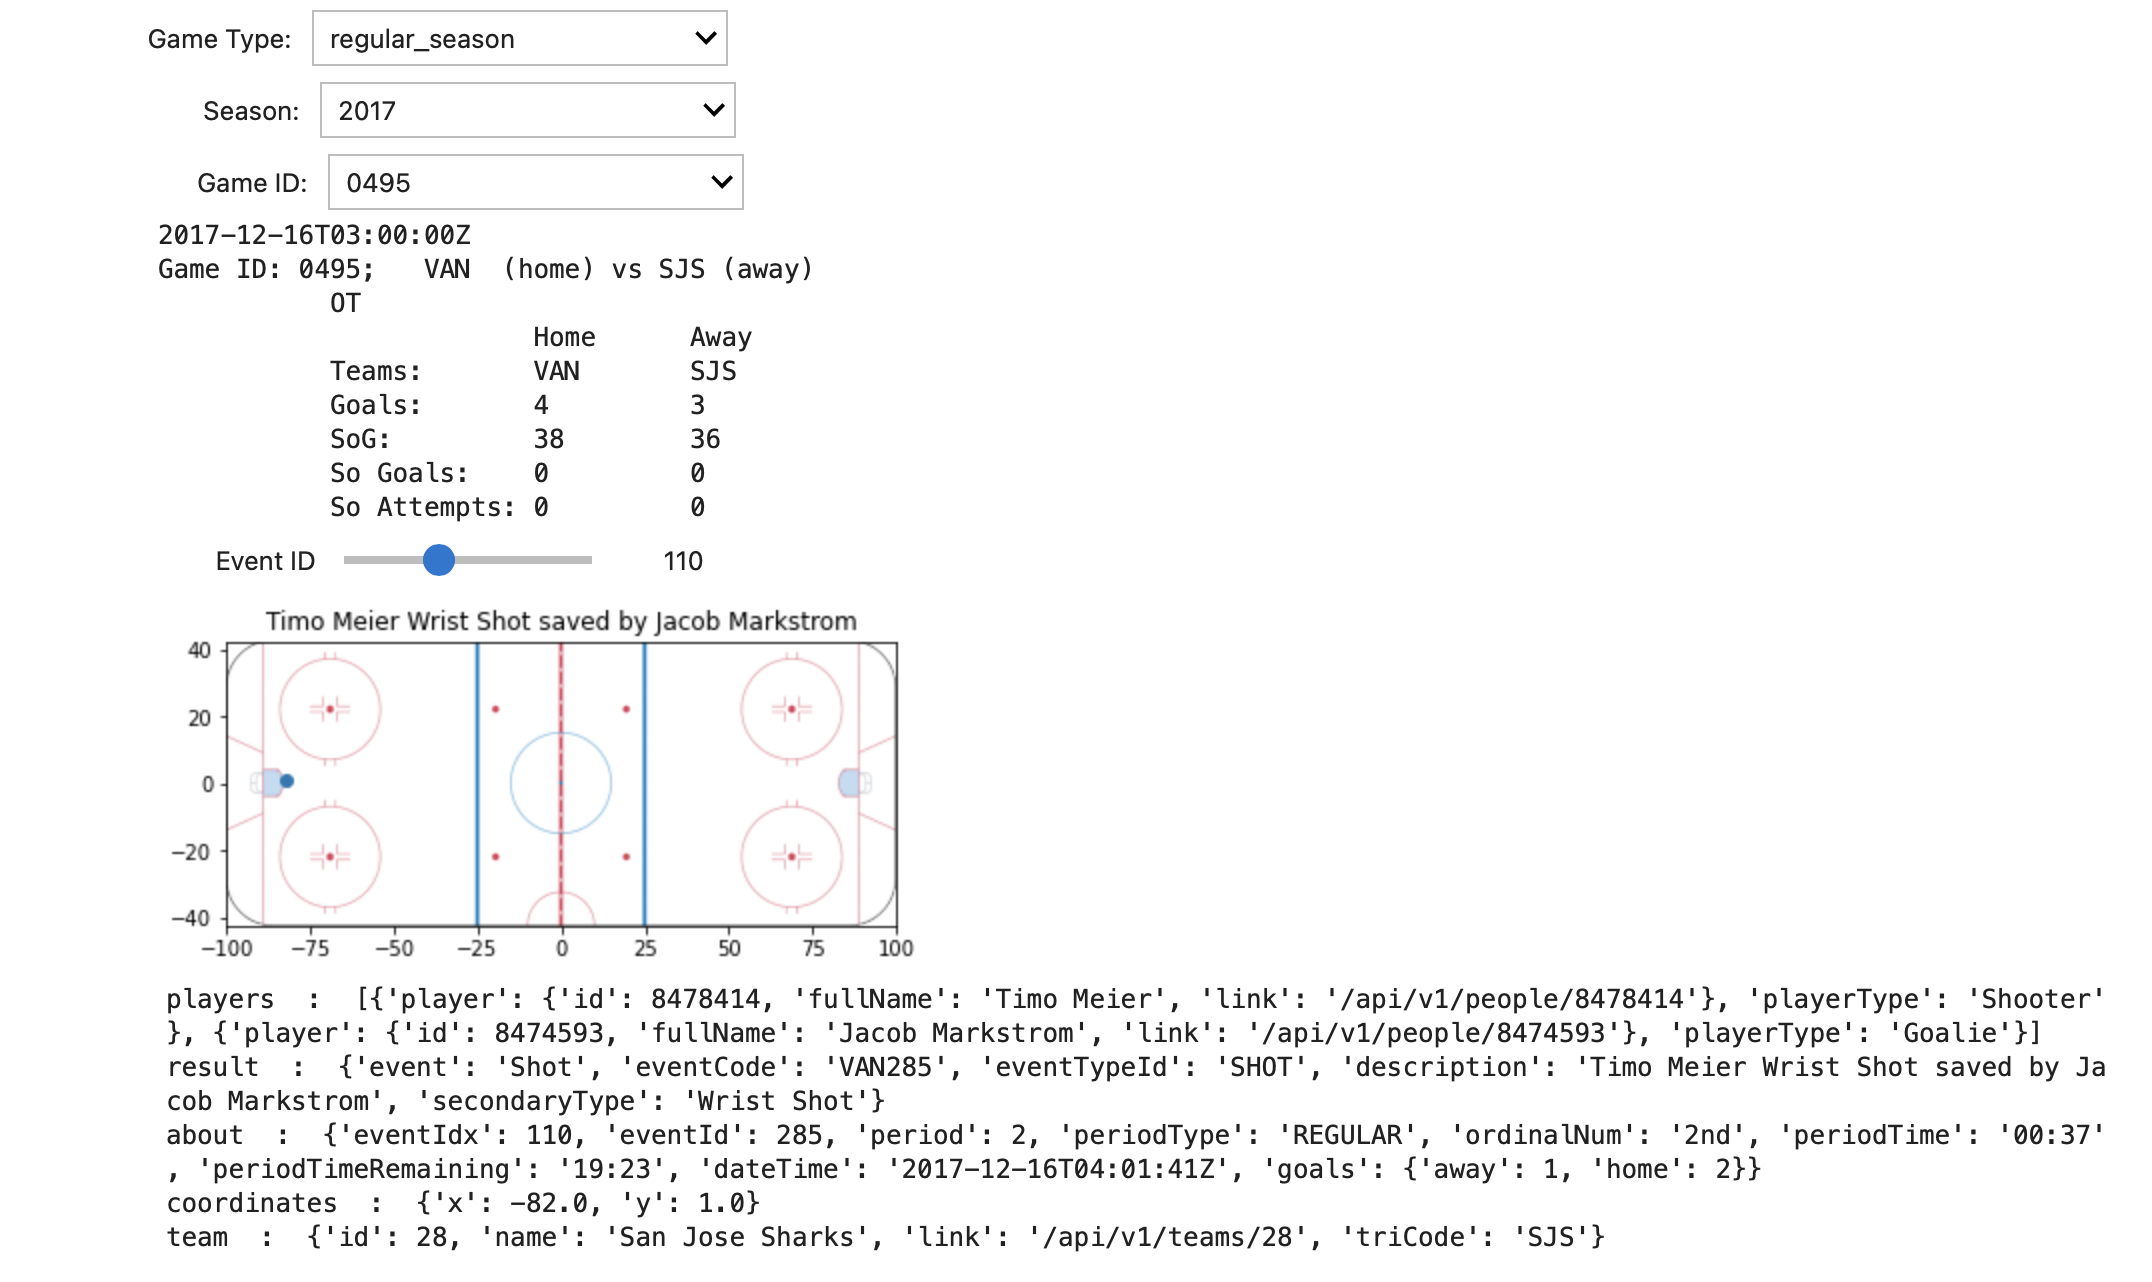 Game Type: regular_season
Season: 2017
Game ID: 0495
2017-12-16T03:00:00Z
Game ID: 0495;   VAN  (home) vs SJS (away)
OT
Home Away
Teams: VAN SJS
Goals: 4 3
SoG: 38 36
So Goals: 0 0
So Attempts: 0 0
Event ID 110
Timo Meier Wrist Shot saved by Jacob Markstrom
40
20
0
−20
−40
−100 −75 −50 −25 0 25 50 75 100
players  :  [{'player': {'id': 8478414, 'fullName': 'Timo Meier', 'link': '/api/v1/people/8478414'}, 'playerType': 'Shooter'
}, {'player': {'id': 8474593, 'fullName': 'Jacob Markstrom', 'link': '/api/v1/people/8474593'}, 'playerType': 'Goalie'}]
result  :  {'event': 'Shot', 'eventCode': 'VAN285', 'eventTypeId': 'SHOT', 'description': 'Timo Meier Wrist Shot saved by Ja
cob Markstrom', 'secondaryType': 'Wrist Shot'}
about  :  {'eventIdx': 110, 'eventId': 285, 'period': 2, 'periodType': 'REGULAR', 'ordinalNum': '2nd', 'periodTime': '00:37'
, 'periodTimeRemaining': '19:23', 'dateTime': '2017-12-16T04:01:41Z', 'goals': {'away': 1, 'home': 2}}
coordinates  :  {'x': -82.0, 'y': 1.0}
team  :  {'id': 28, 'name': 'San Jose Sharks', 'link': '/api/v1/teams/28', 'triCode': 'SJS'}